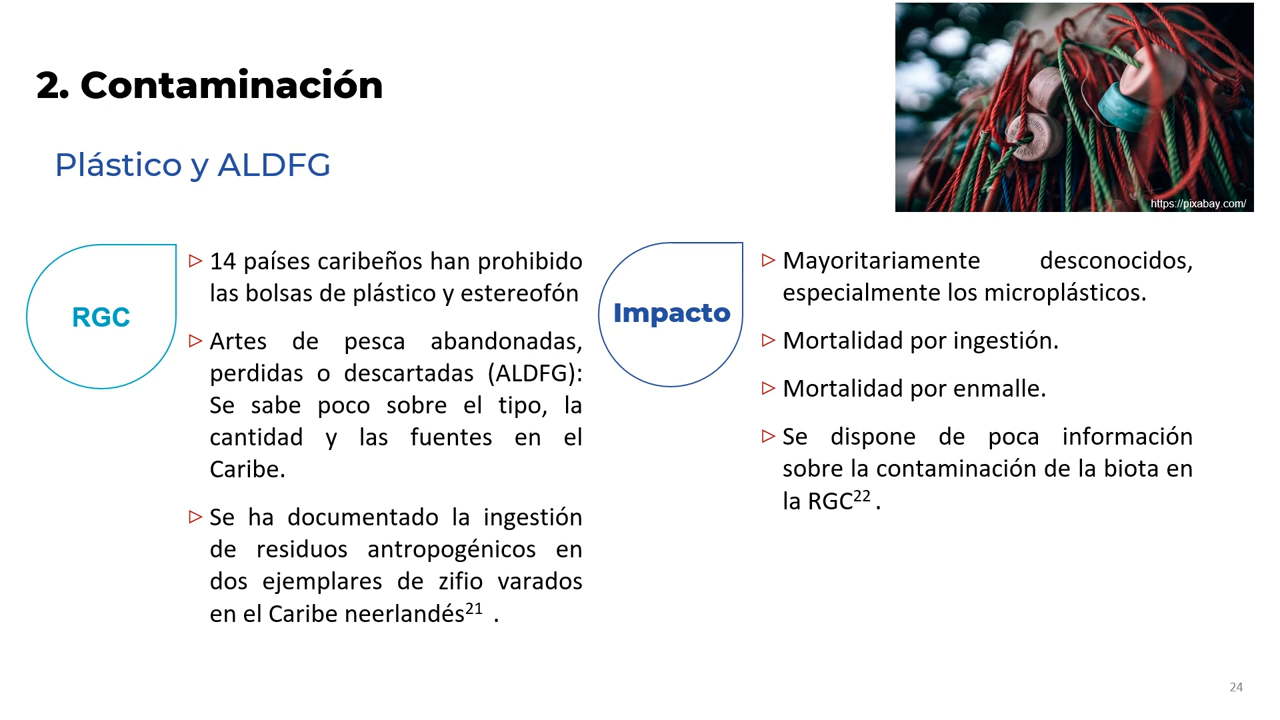 https://pixabay.com/
2. Contaminación
Plástico y ALDFG
RGC
14 países caribeños han prohibido
las bolsas de plástico y estereofón
Artes de pesca abandonadas,
perdidas o descartadas (ALDFG):
Se sabe poco sobre el tipo, la
cantidad y las fuentes en el
Caribe.
Se ha documentado la ingestión
de residuos antropogénicos en
dos ejemplares de zifio varados
en el Caribe neerlandés²¹ .
Impacto
Mayoritariamente desconocidos,
especialmente los microplásticos.
Mortalidad por ingestión.
Mortalidad por enmalle.
Se dispone de poca información
sobre la contaminación de la biota en
la RGC²² .
24